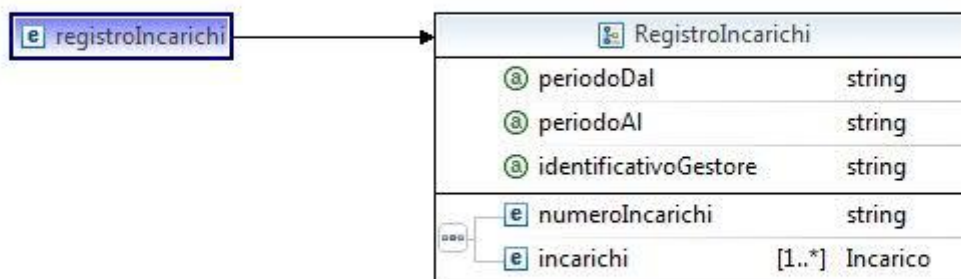 e registroIncarichi
RegistroIncarichi
a periodoDal string
a periodoAl string
a identificativoGestore string
e numeroIncarichi string
e incarichi [1..*] Incarico